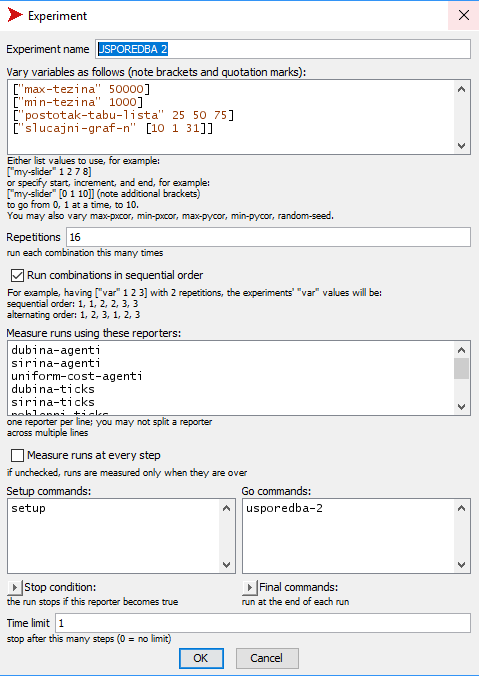 Experiment
Experiment name USPOREDBA 2
Vary variables as follows (note brackets and quotation marks):
["max-tezina" 50000]
["min-tezina" 1000]
["postotak-tabu-lista" 25 50 75]
["slucajni-graf-n" [10 1 31]]
Either list values to use, for example:
["my-slider" 1 2 7 8]
or specify start, increment, and end, for example:
["my-slider" [0 1 10]] (note additional brackets)
to go from 0, 1 at a time, to 10.
You may also vary max-pxcor, min-pxcor, max-pycor, min-pycor, random-seed.
Repetitions 16
run each combination this many times
Run combinations in sequential order
For example, having ["var" 1 2 3] with 2 repetitions, the experiments' "var" values will be:
sequential order: 1, 1, 2, 2, 3, 3
alternating order: 1, 2, 3, 1, 2, 3
Measure runs using these reporters:
dubina-agenti
sirina-agenti
uniform-cost-agenti
dubina-ticks
sirina-ticks
one reporter per line; you may not split a reporter
across multiple lines
Measure runs at every step
if unchecked, runs are measured only when they are over
Setup commands: Go commands:
setup usporedba-2
Stop condition: Final commands:
the run stops if this reporter becomes true run at the end of each run
Time limit 1
stop after this many steps (0 = no limit)
OK Cancel